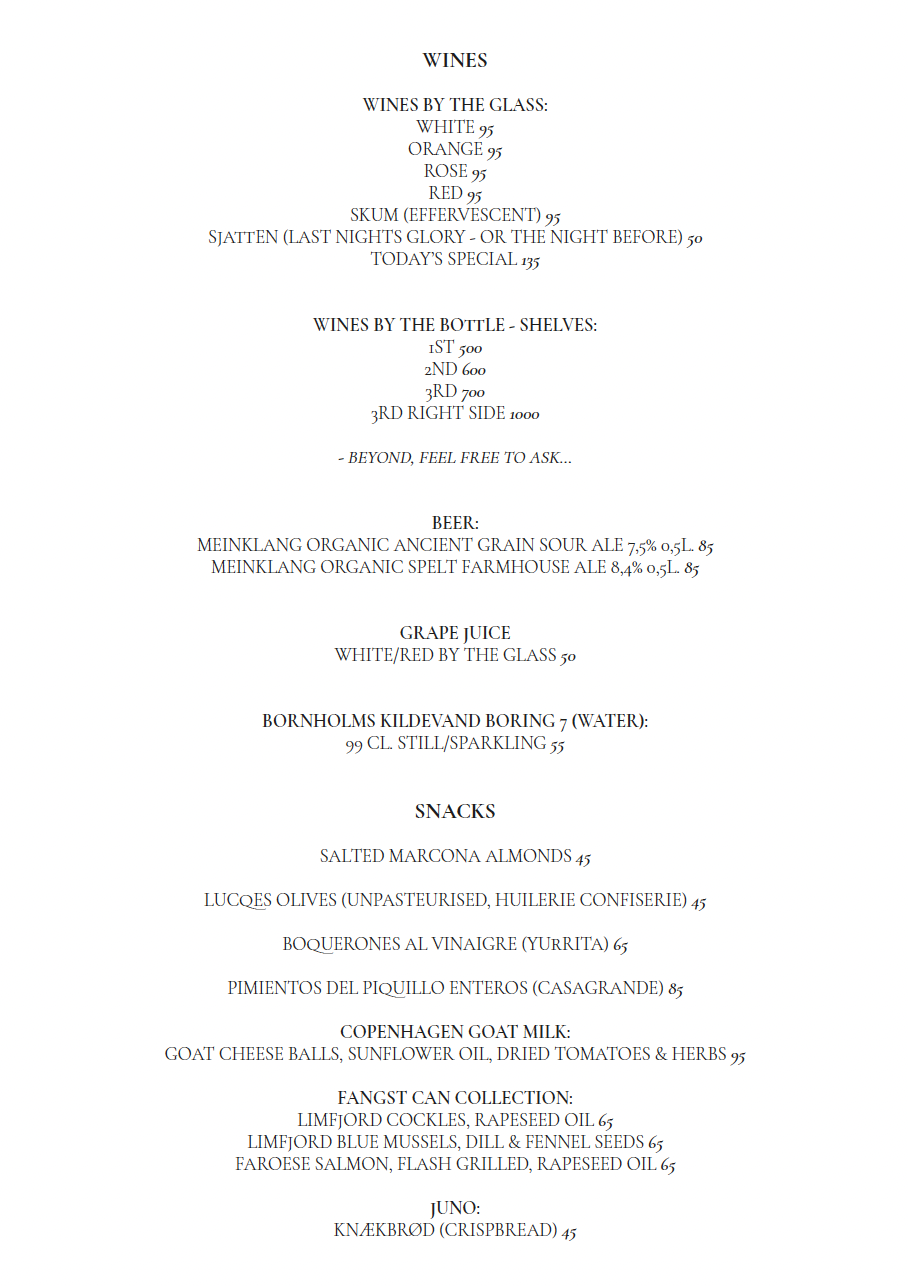 WINES
WINES BY THE GLASS:
WHITE 95
ORANGE 95
ROSE 95
RED 95
SKUM (EFFERVESCENT) 95
SJATTEN (LAST NIGHTS GLORY - OR THE NIGHT BEFORE) 50
TODAY'S SPECIAL 135
WINES BY THE BOTTLE - SHELVES:
1ST 500
2ND 600
3RD 700
3RD RIGHT SIDE 1000
- BEYOND, FEEL FREE TO ASK...
BEER:
MEINKLANG ORGANIC ANCIENT GRAIN SOUR ALE 7,5% 0,5L. 85
MEINKLANG ORGANIC SPELT FARMHOUSE ALE 8,4% 0,5L. 85
GRAPE JUICE
WHITE/RED BY THE GLASS 50
BORNHOLMS KILDEVAND BORING 7 (WATER):
99 CL. STILL/SPARKLING 55
SNACKS
SALTED MARCONA ALMONDS 45
LUCQES OLIVES (UNPASTEURISED, HUILERIE CONFISERIE) 45
BOQUERONES AL VINAIGRE (YURRITA) 65
PIMIENTOS DEL PIQUILLO ENTEROS (CASAGRANDE) 85
COPENHAGEN GOAT MILK:
GOAT CHEESE BALLS, SUNFLOWER OIL, DRIED TOMATOES & HERBS 95
FANGST CAN COLLECTION:
LIMFJORD COCKLES, RAPESEED OIL 65
LIMFJORD BLUE MUSSELS, DILL & FENNEL SEEDS 65
FAROESE SALMON, FLASH GRILLED, RAPESEED OIL 65
JUNO:
KNÆKBRØD (CRISPBREAD) 45